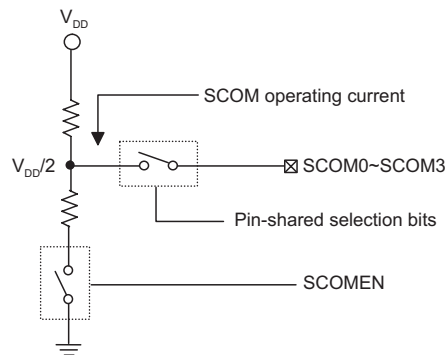 VDD
SCOM operating current
VDD/2
SCOM0~SCOM3
Pin-shared selection bits
SCOMEN